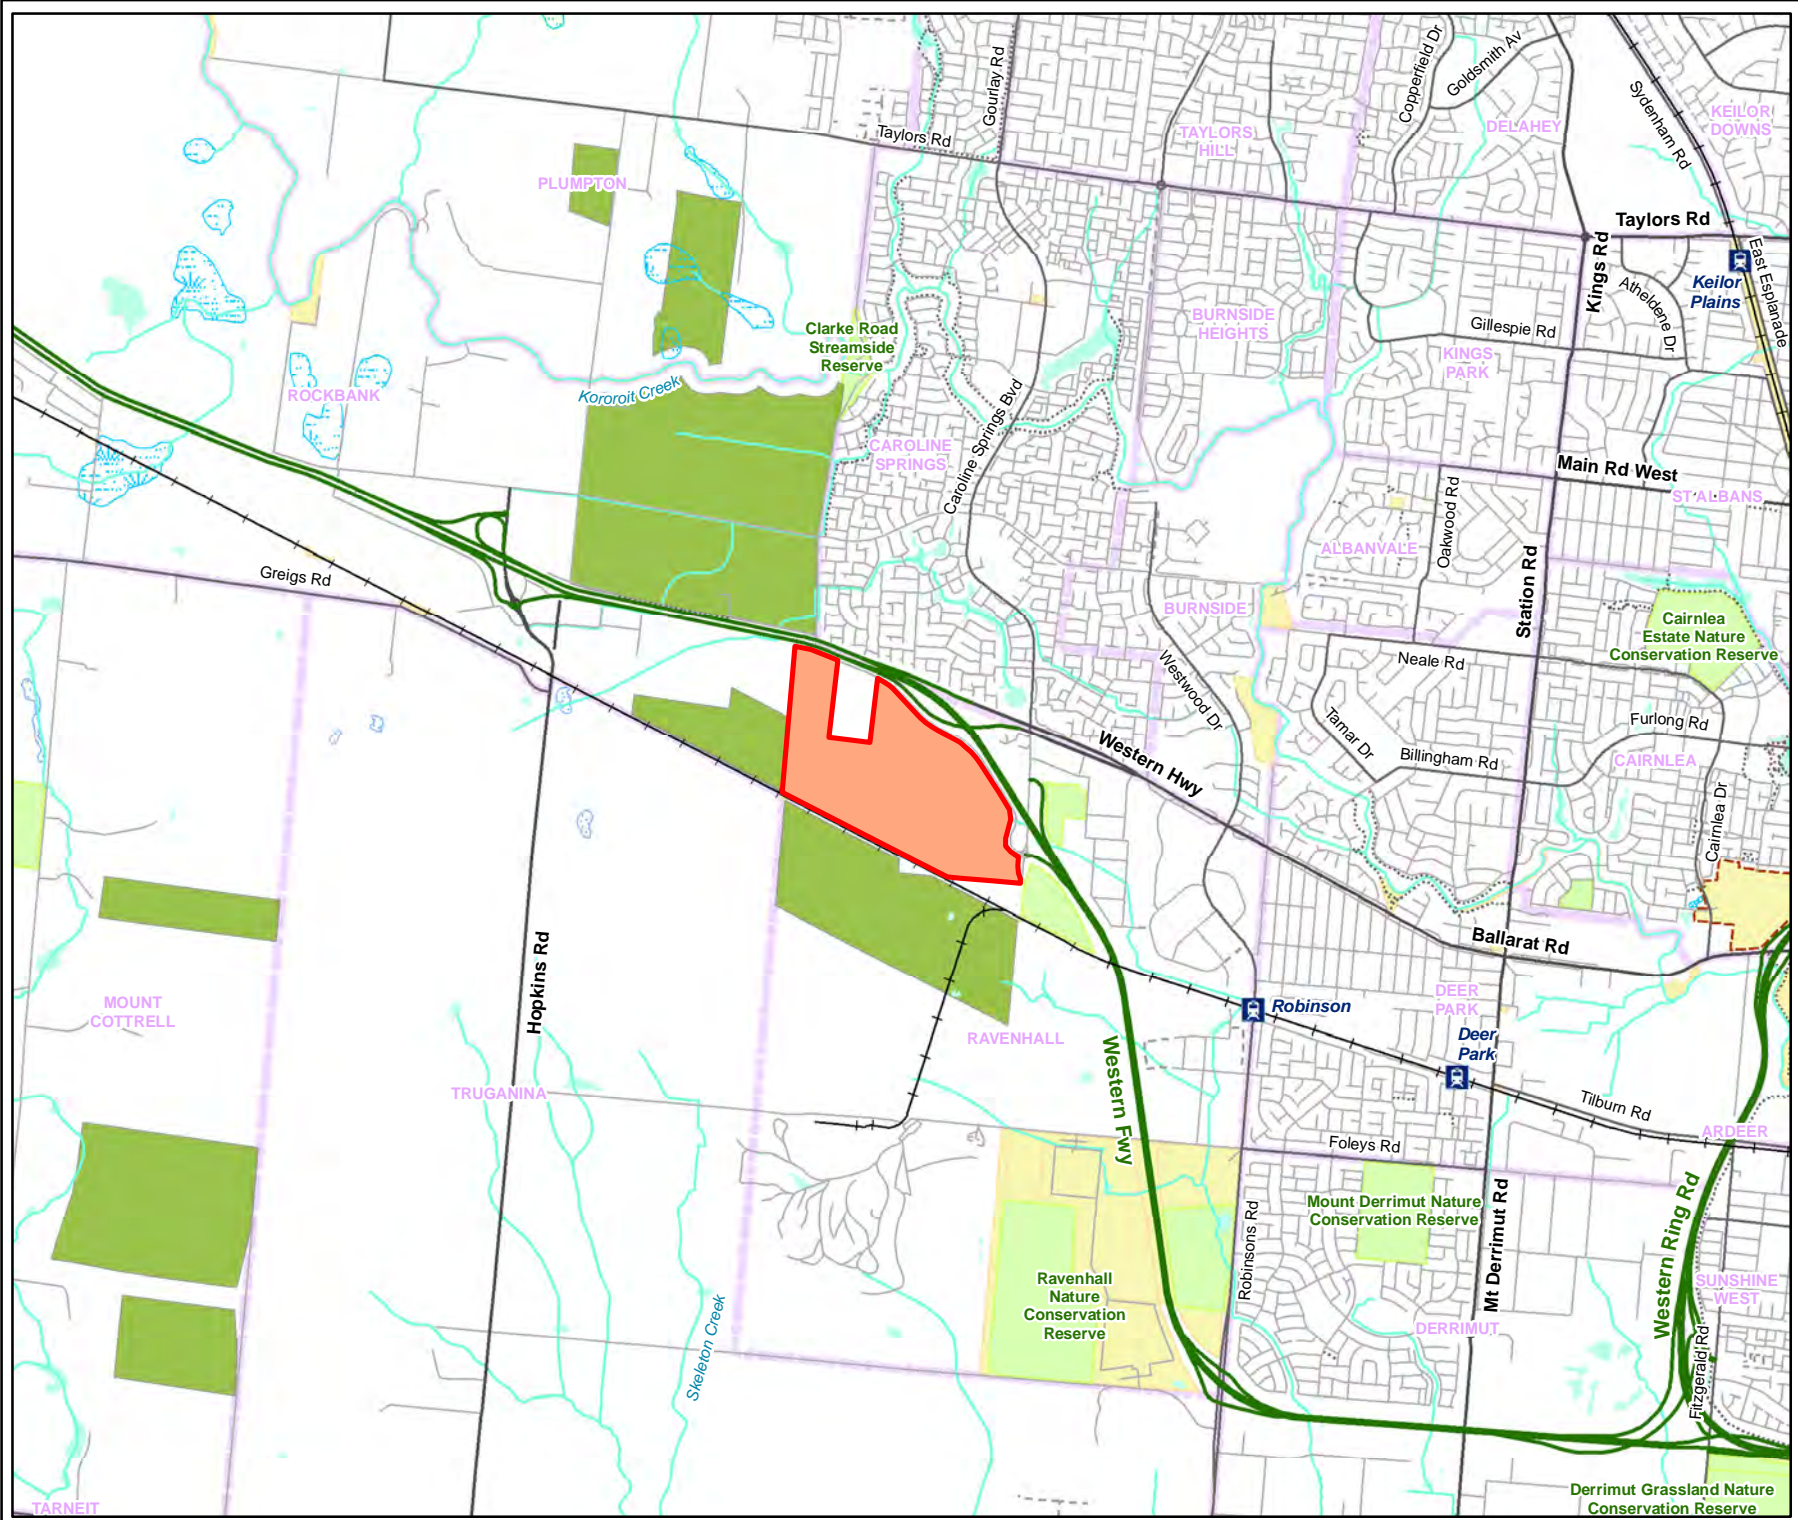 Gourlay Rd
Copperfield Dr
Goldsmith Av
Sydenham Rd
KEILOR
DOWNS
Taylors Rd
TAYLORS
HILL
DELAHEY
PLUMPTON
Taylors Rd
Kings Rd
East Esplanade
Keilor
Plains
Atheldene Dr
Clarke Road
Streamside
Reserve
BURNSIDE
HEIGHTS
Gillespie Rd
KINGS
PARK
ROCKBANK
Kororoit Creek
Caroline Springs Bvd
CAROLINE
SPRINGS
Main Rd West
ST ALBANS
Oakwood Rd
ALBANVALE
Greigs Rd
Station Rd
BURNSIDE
Cairnlea
Estate Nature
Conservation Reserve
Neale Rd
Westwood Dr
Furlong Rd
Tamar Dr
Western Hwy
Billingham Rd
CAIRNLEA
Cairnlea Dr
Ballarat Rd
Hopkins Rd
MOUNT
COTTRELL
DEER
PARK
Robinson
Deer
Park
RAVENHALL
Western Fwy
TRUGANINA
Tilburn Rd
ARDEER
Foleys Rd
Mount Derrimut Nature
Conservation Reserve
Mt Derrimut Rd
Robinsons Rd
Western Ring Rd
Ravenhall
Nature
Conservation
Reserve
SUNSHINE
WEST
Skeleton Creek
DERRIMUT
Fitzgerald Rd
Derrimut Grassland Nature
Conservation Reserve
TARNEIT